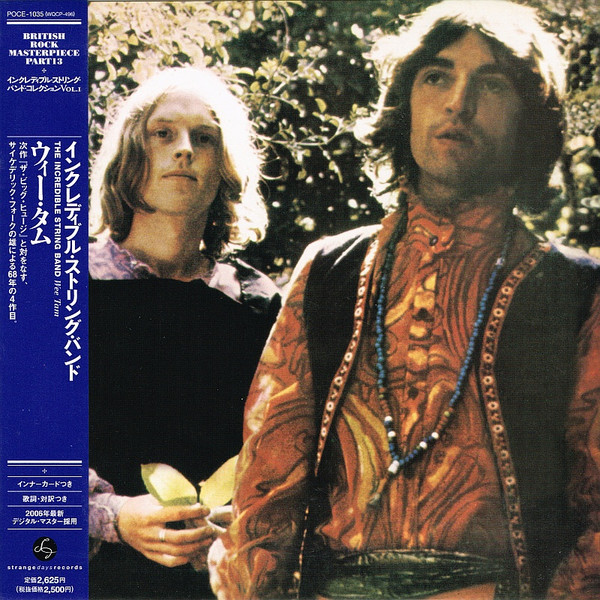 POCE-1035 (WQCP-496)
BRITISH
ROCK
MASTERPIECE
PART 13
+
インクレディブル・ストリング・
バンド・コレクションVOL.1
インクレディブル・ストリング・バンド
THE INCREDIBLE STRING BAND Wee Tam
ウィー・タム
次作『ザ・ビッグ・ヒュージ』と対をなす、
サイケデリック・フォークの雄による68年の4作目。
+
インナーカードつき
歌詞・対訳つき
2006年最新
デジタル・マスター採用
strangedaysrecords
定価2,625円
(税抜価格2,500円)